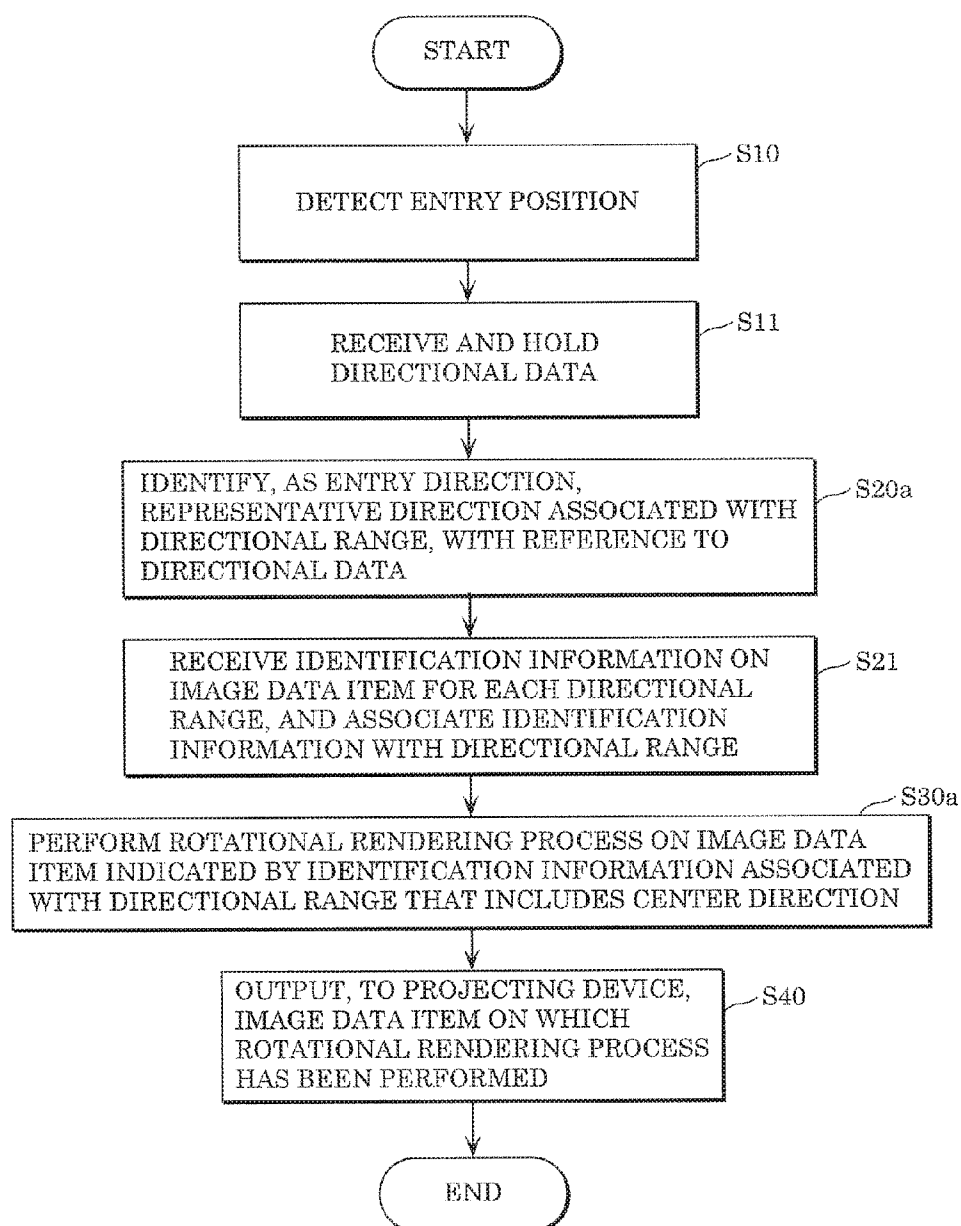 START
S10
DETECT ENTRY POSITION
S11
RECEIVE AND HOLD
DIRECTIONAL DATA
S20a
IDENTIFY, AS ENTRY DIRECTION,
REPRESENTATIVE DIRECTION ASSOCIATED WITH
DIRECTIONAL RANGE, WITH REFERENCE TO
DIRECTIONAL DATA
S21
RECEIVE IDENTIFICATION INFORMATION ON
IMAGE DATA ITEM FOR EACH DIRECTIONAL
RANGE, AND ASSOCIATE IDENTIFICATION
INFORMATION WITH DIRECTIONAL RANGE
S30a
PERFORM ROTATIONAL RENDERING PROCESS ON IMAGE DATA
ITEM INDICATED BY IDENTIFICATION INFORMATION ASSOCIATED
WITH DIRECTIONAL RANGE THAT INCLUDES CENTER DIRECTION
S40
OUTPUT, TO PROJECTING DEVICE,
IMAGE DATA ITEM ON WHICH
ROTATIONAL RENDERING PROCESS
HAS BEEN PERFORMED
END